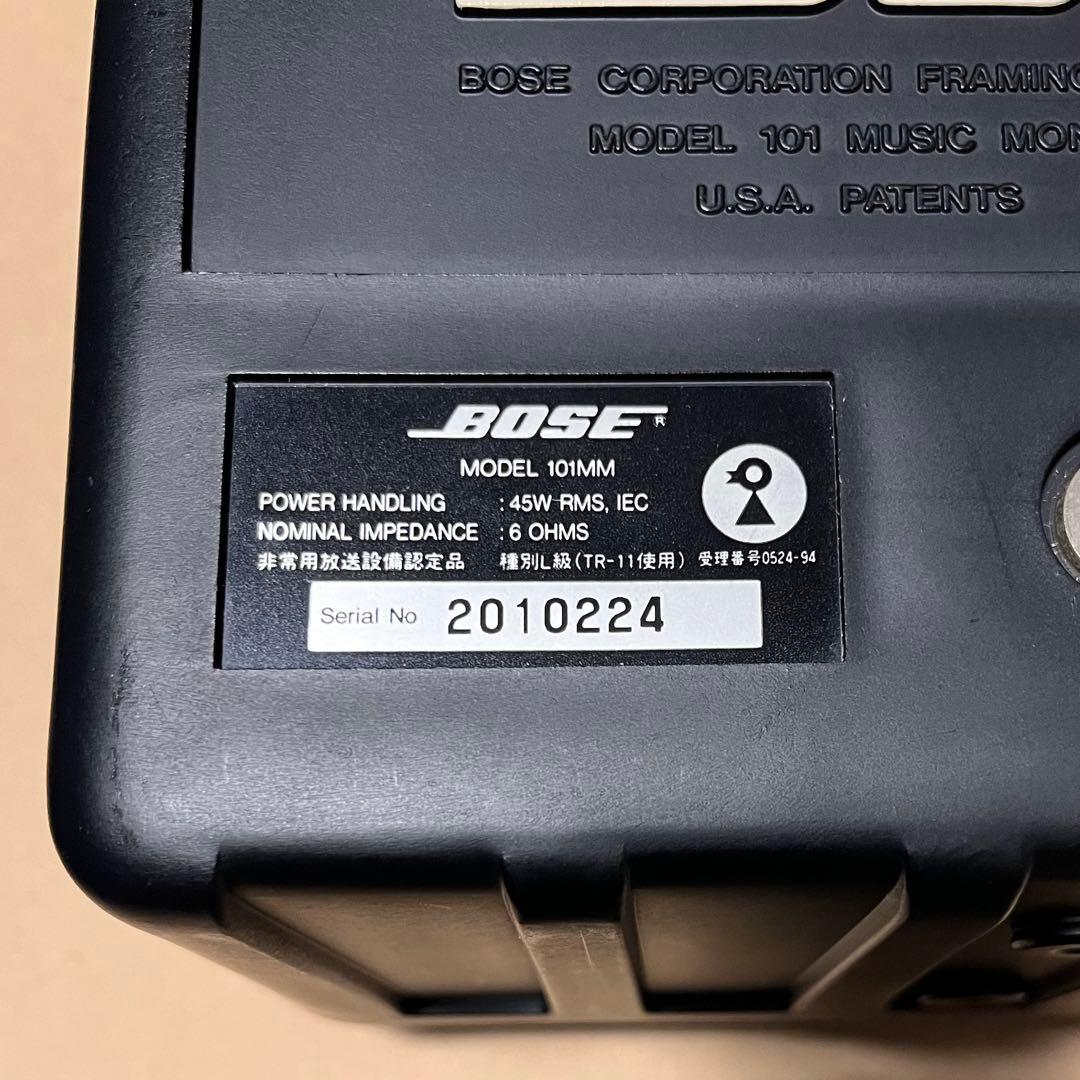 BOSE CORPORATION
MODEL 101 MUSIC
U.S.A. PATENTS
BOSE®
MODEL 101MM
POWER HANDLING : 45W RMS, IEC
NOMINAL IMPEDANCE : 6 OHMS
非常用放送設備認定品 種別L級(TR-11使用) 受理番号0524-94
Serial No 2010224